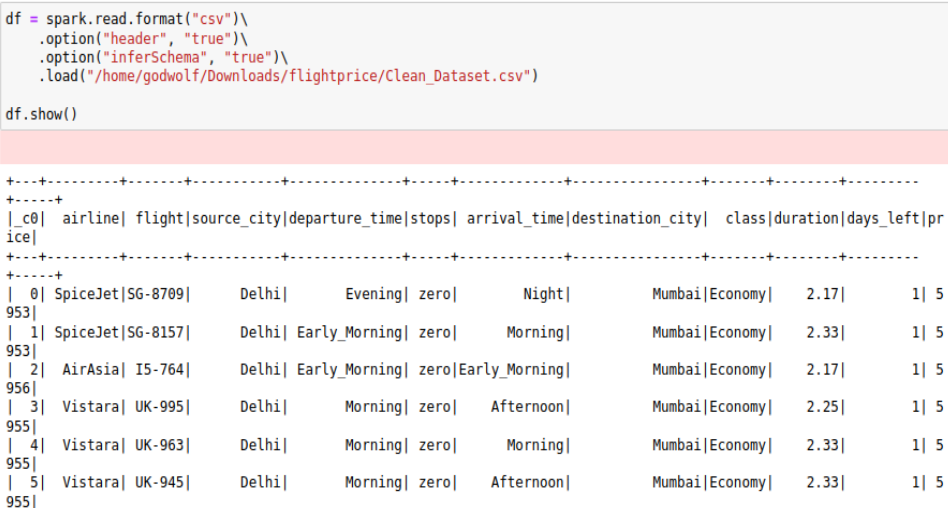 df = spark.read.format("csv")\
    .option("header", "true")\
    .option("inferSchema", "true")\
    .load("/home/godwolf/Downloads/flightprice/Clean_Dataset.csv")
df.show()
+---+---------+-------+-----------+--------------+-----+-------------+----------------+-------+--------+---------
+-----+
|_c0|  airline| flight|source_city|departure_time|stops| arrival_time|destination_city|  class|duration|days_left|pr
ice|
+---+---------+-------+-----------+--------------+-----+-------------+----------------+-------+--------+---------
+-----+
|  0| SpiceJet|SG-8709|      Delhi|       Evening| zero|        Night|          Mumbai|Economy|    2.17|        1| 5
953|
|  1| SpiceJet|SG-8157|      Delhi| Early_Morning| zero|      Morning|          Mumbai|Economy|    2.33|        1| 5
953|
|  2|  AirAsia| I5-764|      Delhi| Early_Morning| zero|Early_Morning|          Mumbai|Economy|    2.17|        1| 5
956|
|  3|  Vistara| UK-995|      Delhi|       Morning| zero|    Afternoon|          Mumbai|Economy|    2.25|        1| 5
955|
|  4|  Vistara| UK-963|      Delhi|       Morning| zero|      Morning|          Mumbai|Economy|    2.33|        1| 5
955|
|  5|  Vistara| UK-945|      Delhi|       Morning| zero|    Afternoon|          Mumbai|Economy|    2.33|        1| 5
955|